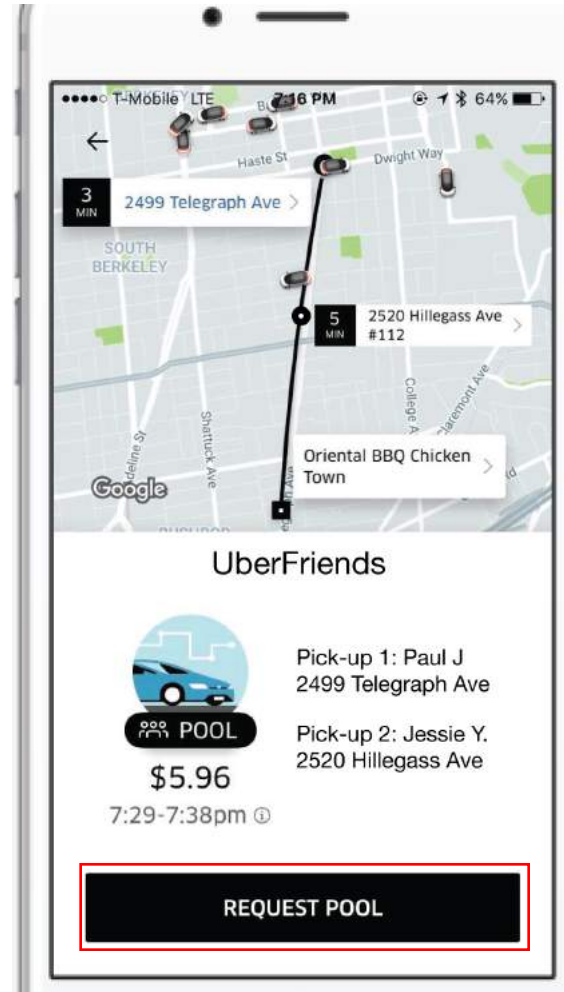 T-Mobile LTE 7:16 PM 64%
Haste St
Dwight Way
3
MIN
2499 Telegraph Ave
SOUTH
BERKELEY
5
MIN
2520 Hillegass Ave
#112
College A
Shattuck Ave
Oriental BBQ Chicken
Town
Google
UberFriends
Pick-up 1: Paul J
2499 Telegraph Ave
POOL
Pick-up 2: Jessie Y.
2520 Hillegass Ave
$5.96
7:29-7:38pm
REQUEST POOL